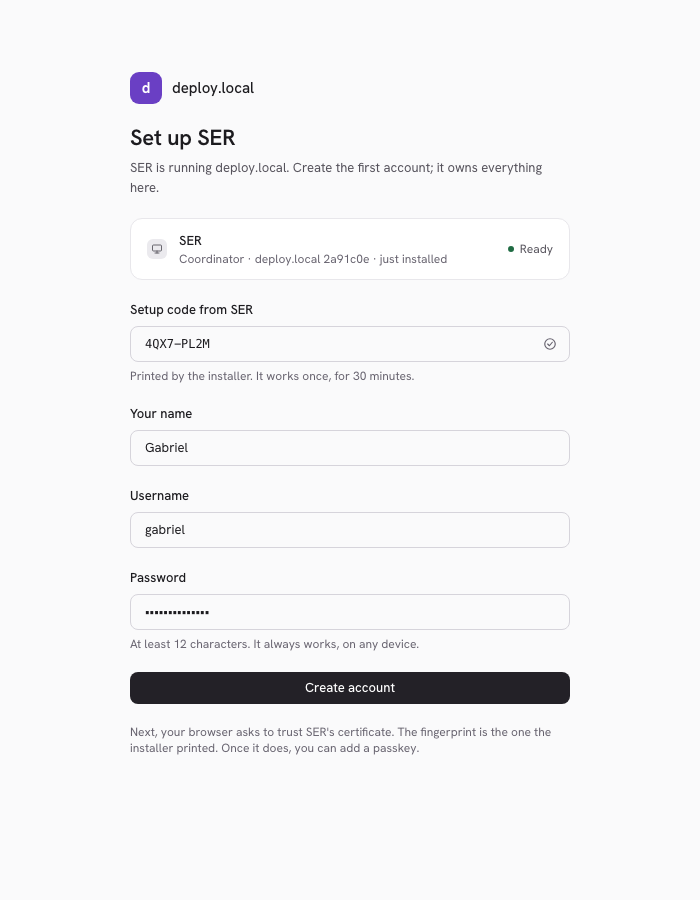 d deploy.local
Set up SER
SER is running deploy.local. Create the first account; it owns everything
here.
SER
Coordinator · deploy.local 2a91c0e · just installed
Ready
Setup code from SER
4QX7–PL2M
Printed by the installer. It works once, for 30 minutes.
Your name
Gabriel
Username
gabriel
Password
••••••••••••••
At least 12 characters. It always works, on any device.
Create account
Next, your browser asks to trust SER's certificate. The fingerprint is the one the
installer printed. Once it does, you can add a passkey.